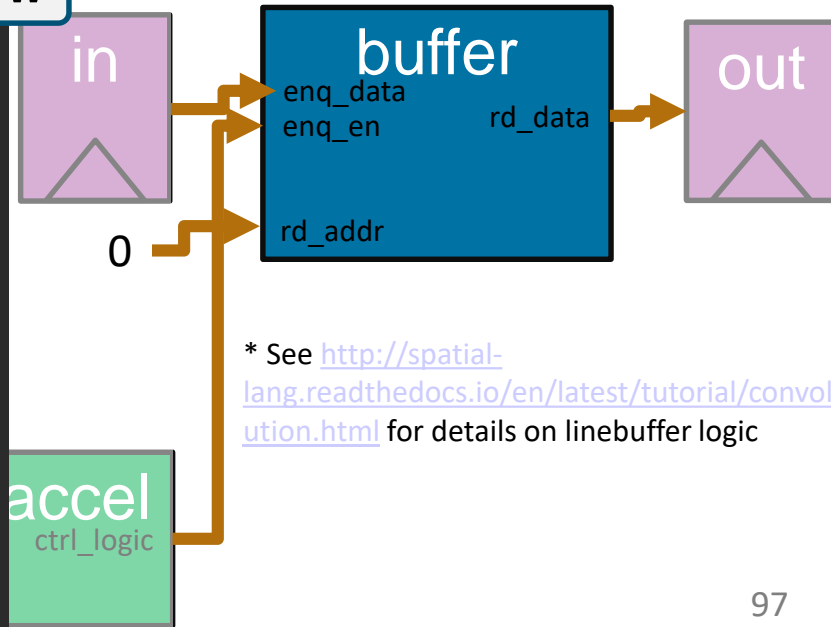 in
buffer
out
enq_data
enq_en
rd_data
rd_addr
0
* See http://spatial-
lang.readthedocs.io/en/latest/tutorial/convol
ution.html for details on linebuffer logic
accel
ctrl_logic
97